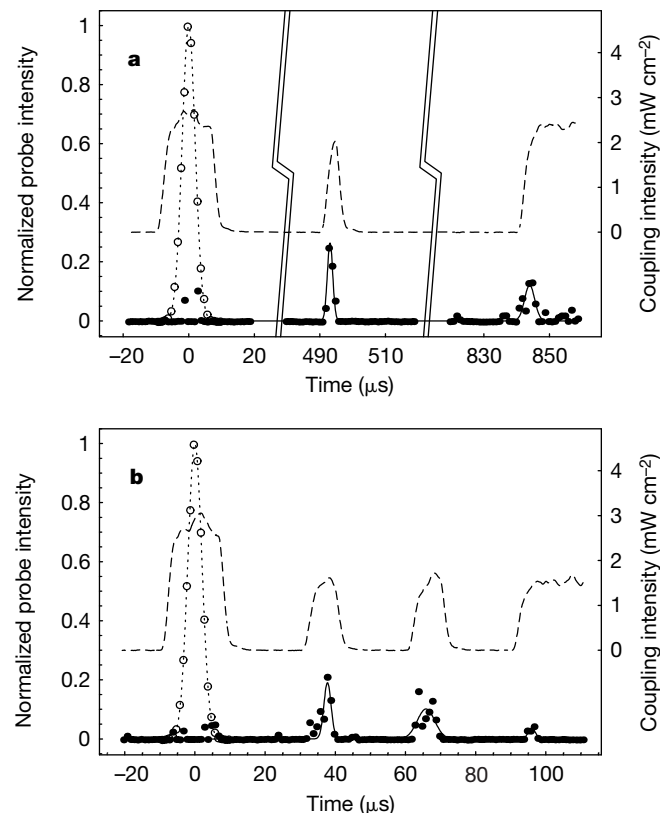 a
Normalized probe intensity
1
0.8
0.6
0.4
0.2
0
4
3
2
1
0
Coupling intensity (mW cm–2)
–20 0 20 490 510 830 850
Time (μs)
b
Normalized probe intensity
1
0.8
0.6
0.4
0.2
0
4
3
2
1
0
Coupling intensity (mW cm–2)
–20 0 20 40 60 80 100
Time (μs)